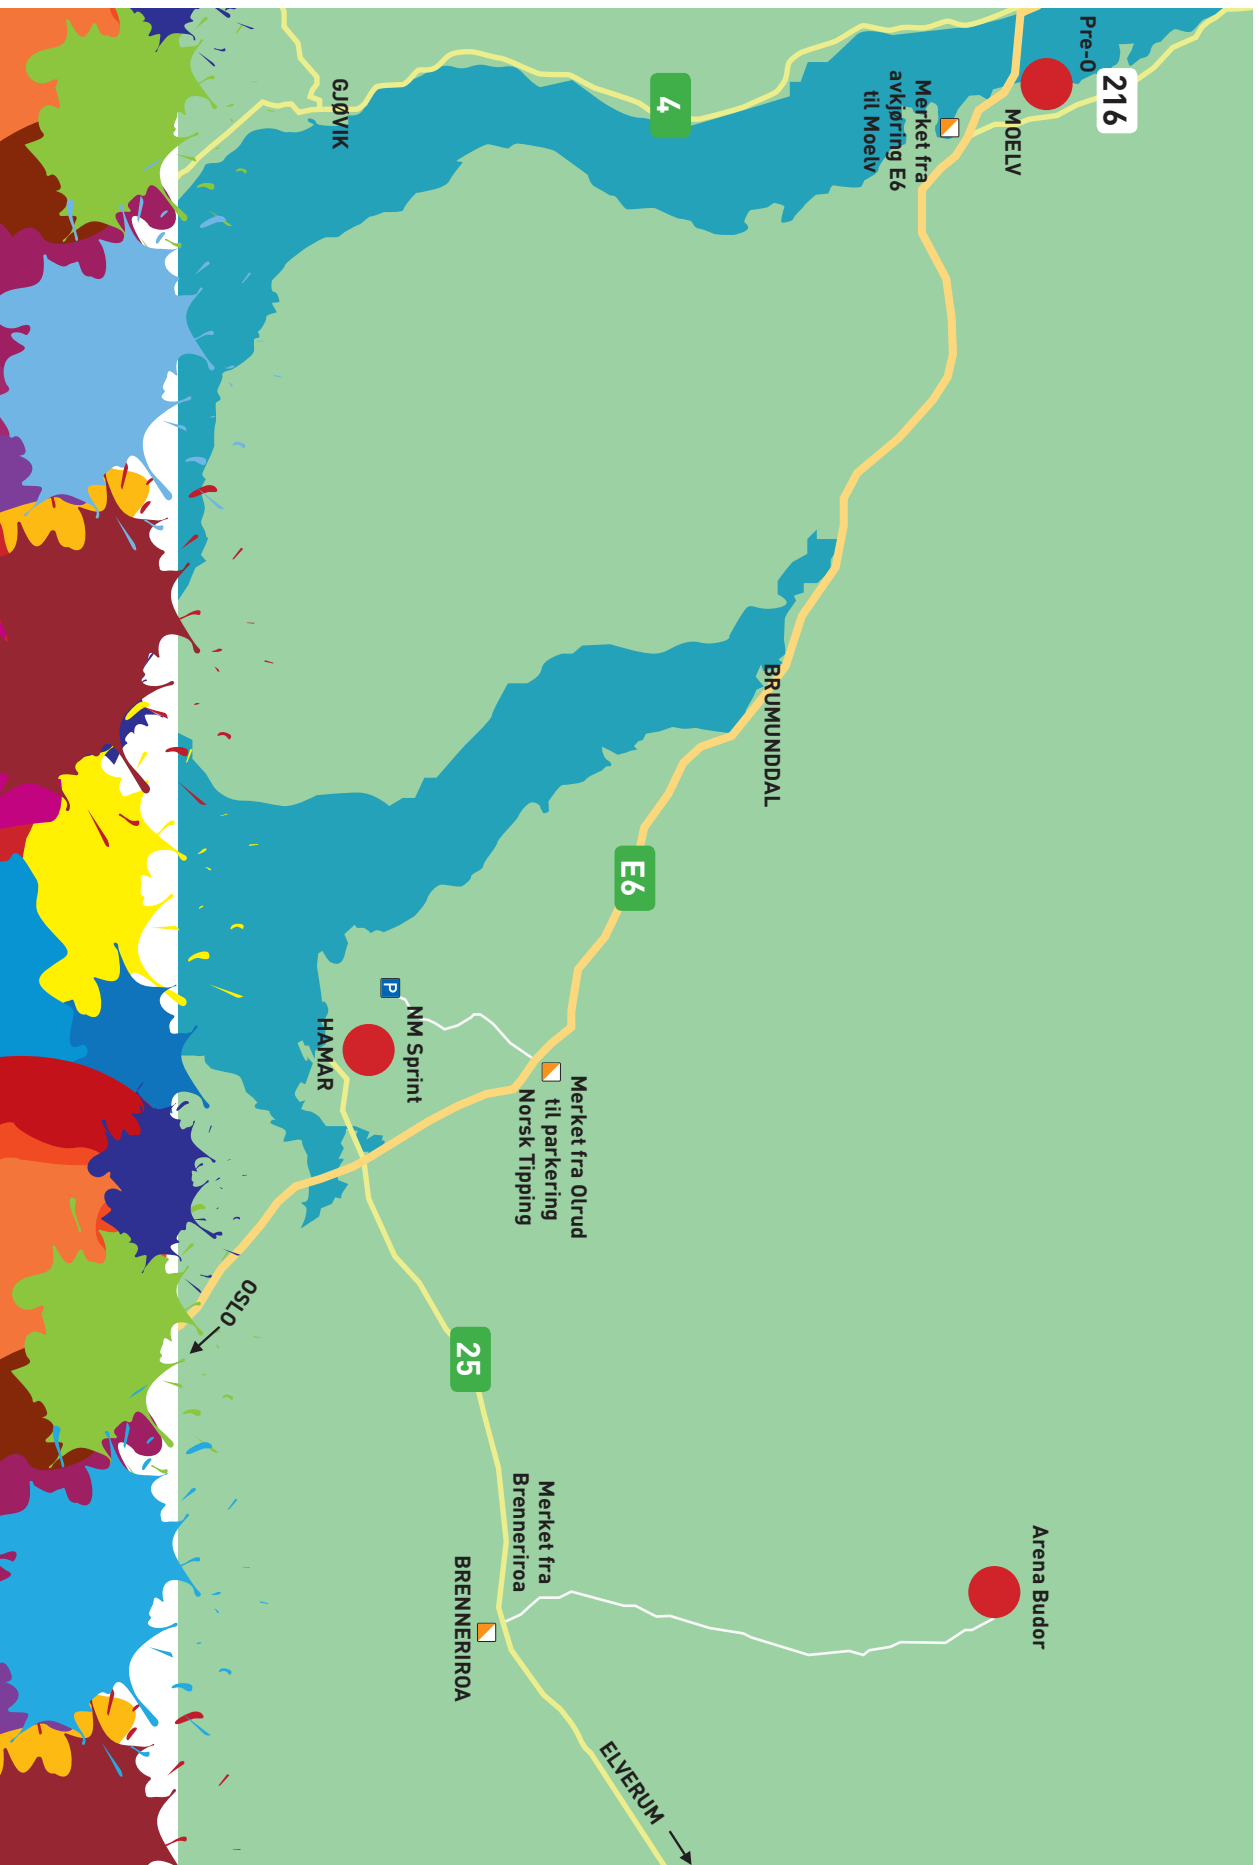 Pre-O
216
MOELV
Merket fra
avkjøring E6
til Moelv
4
GJØVIK
BRUMUNDDAL
E6
P
NM Sprint
HAMAR
Merket fra Olrud
til parkering
Norsk Tipping
OSLO
25
Merket fra
Brenneriroa
BRENNERIROA
Arena Budor
ELVERUM